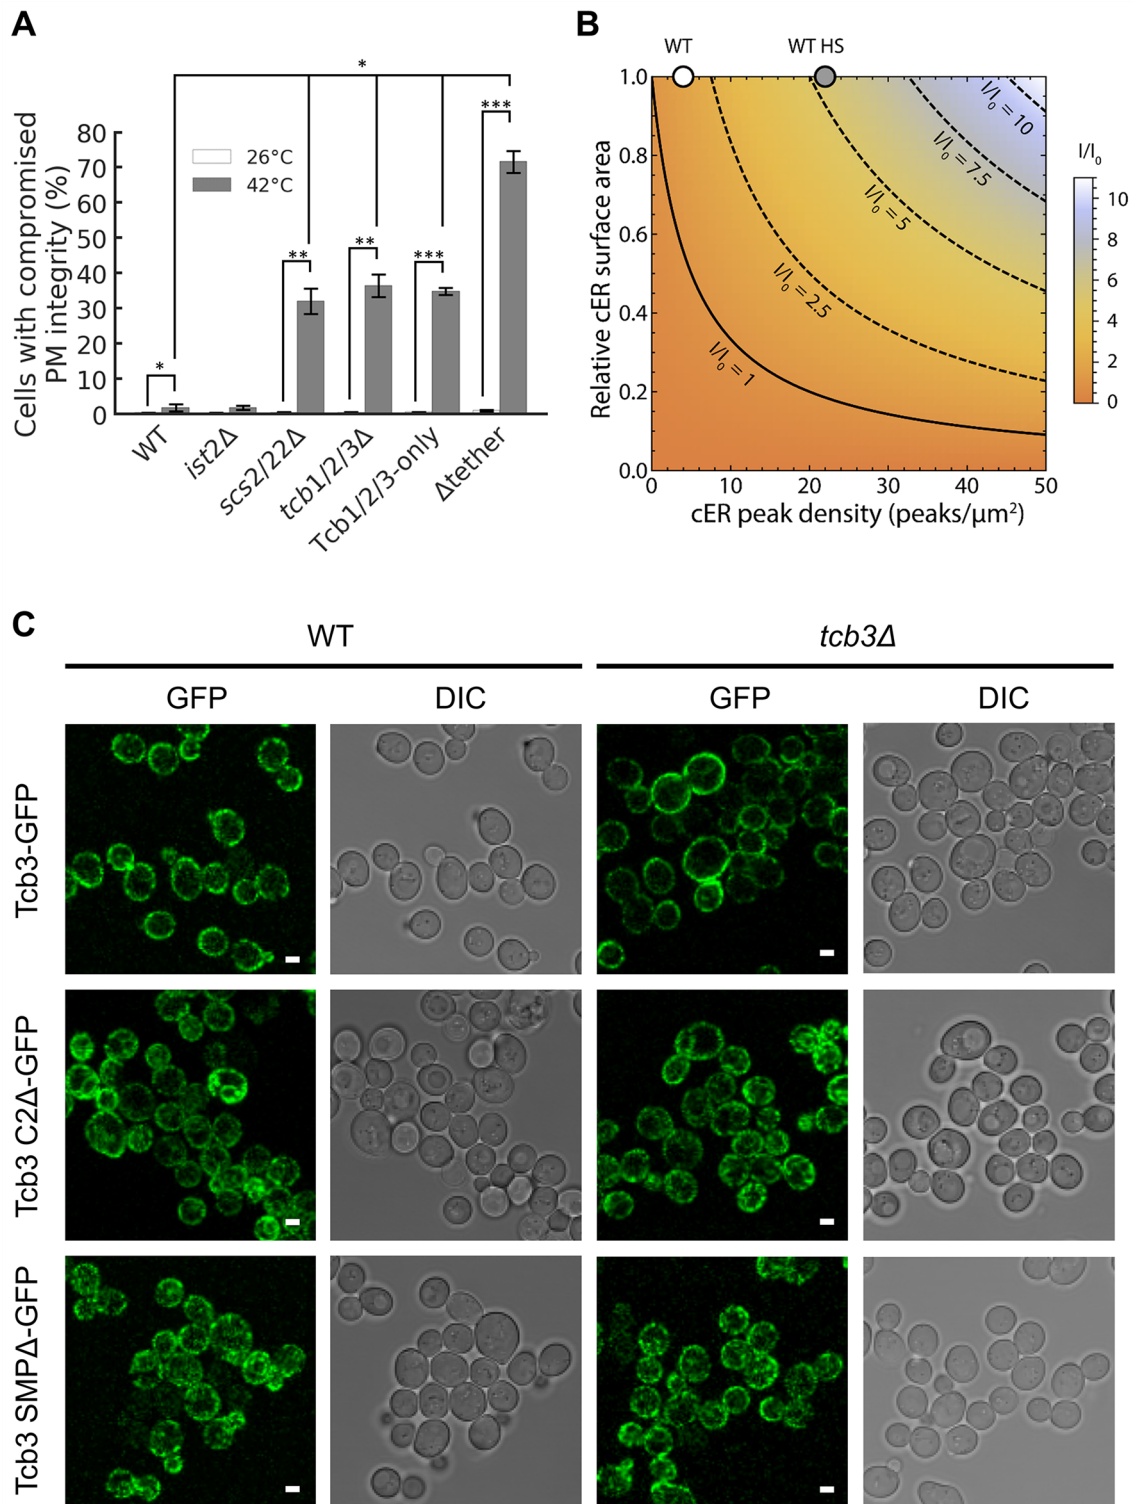 A
*
***
**
**
***
*
26°C
42°C
Cells with compromised
PM integrity (%)
80
70
60
50
40
30
20
10
0
WT
ist2Δ
scs2/22Δ
tcb1/2/3Δ
Tcb1/2/3-only
Δtether
B
WT
WT HS
I/I0 = 10
I/I0 = 7.5
I/I0 = 5
I/I0 = 2.5
I/I0 = 1
Relative cER surface area
1.0
0.8
0.6
0.4
0.2
0.0
0
10
20
30
40
50
cER peak density (peaks/μm²)
I/I0
10
8
6
4
2
0
C
WT
tcb3Δ
GFP
DIC
GFP
DIC
Tcb3-GFP
Tcb3 C2Δ-GFP
Tcb3 SMPΔ-GFP